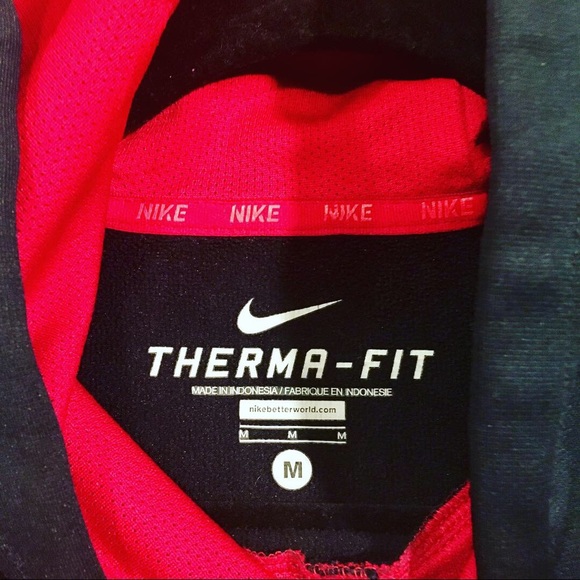 NIKE NIKE NIKE NIKE
THERMA-FIT
MADE IN INDONESIA / FABRIQUE EN INDONESIE
nikebetterworld.com
M M M
M